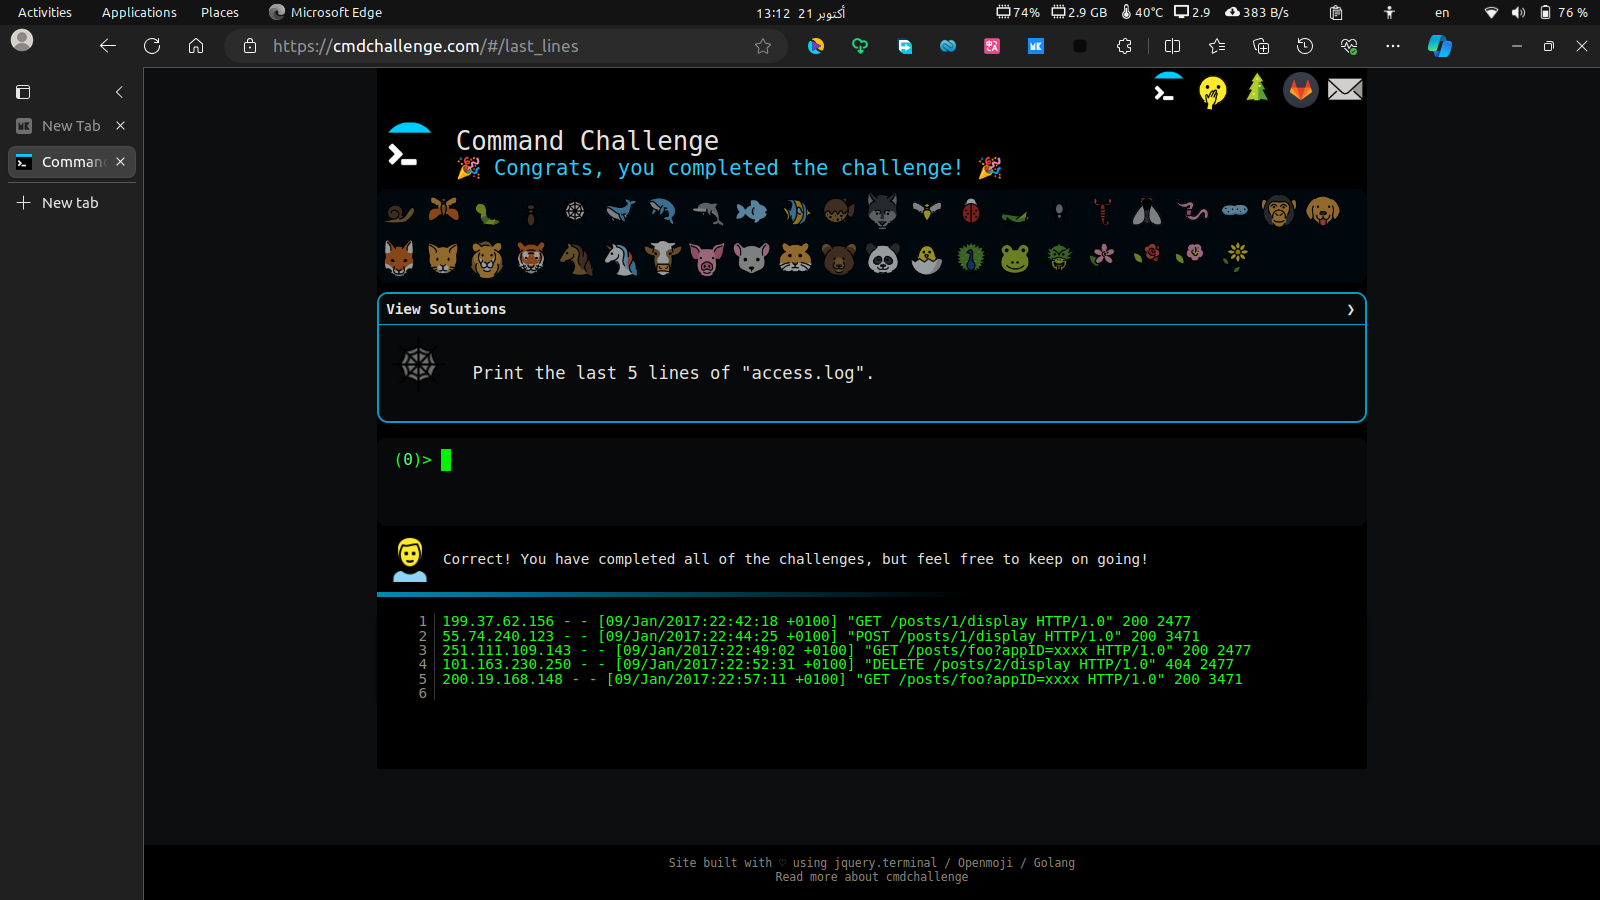 Activities Applications Places Microsoft Edge 13:12 21 أكتوبر 74% 2.9 GB 40°C 2.9 383 B/s en 76 %
https://cmdchallenge.com/#/last_lines
New Tab
Comman
New tab
Command Challenge
Congrats, you completed the challenge!
View Solutions
Print the last 5 lines of "access.log".
(0)>
Correct! You have completed all of the challenges, but feel free to keep on going!
1 199.37.62.156 - - [09/Jan/2017:22:42:18 +0100] "GET /posts/1/display HTTP/1.0" 200 2477
2 55.74.240.123 - - [09/Jan/2017:22:44:25 +0100] "POST /posts/1/display HTTP/1.0" 200 3471
3 251.111.109.143 - - [09/Jan/2017:22:49:02 +0100] "GET /posts/foo?appID=xxxx HTTP/1.0" 200 2477
4 101.163.230.250 - - [09/Jan/2017:22:52:31 +0100] "DELETE /posts/2/display HTTP/1.0" 404 2477
5 200.19.168.148 - - [09/Jan/2017:22:57:11 +0100] "GET /posts/foo?appID=xxxx HTTP/1.0" 200 3471
6
Site built with ♡ using jquery.terminal / Openmoji / Golang
Read more about cmdchallenge